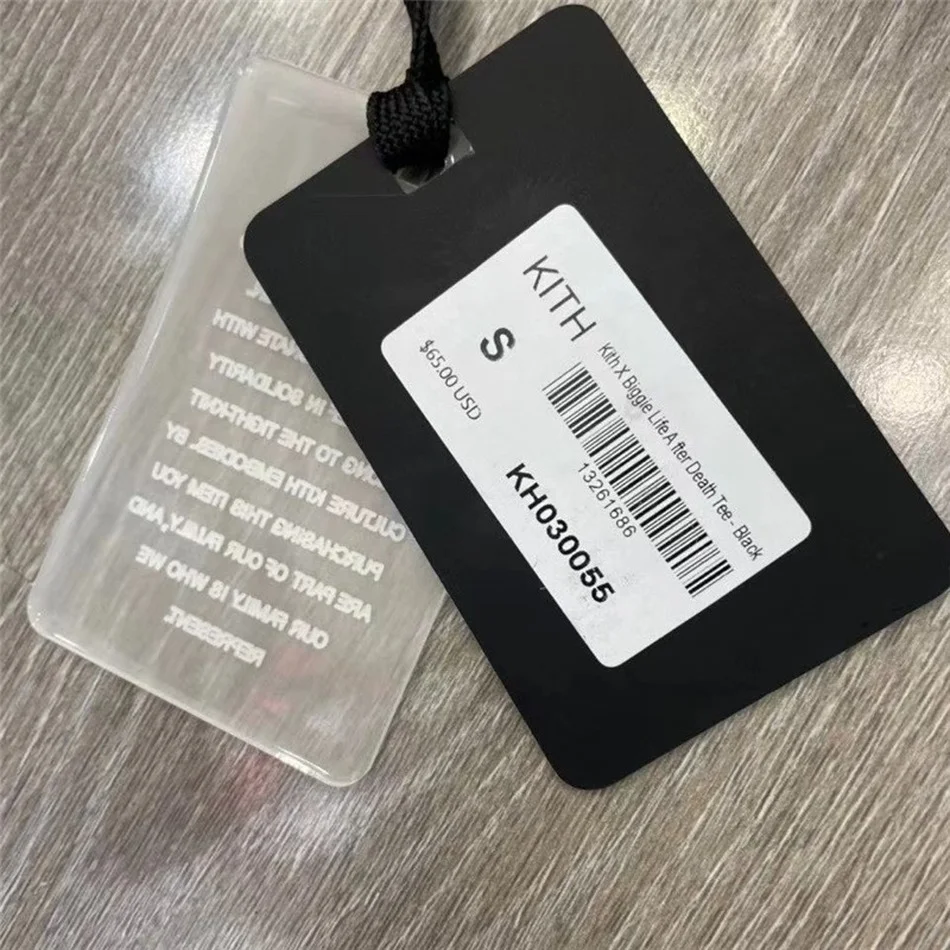 KITH
Kith X Biggie Life A fter Death Tee - Black
S
$65.00 USD
13261686
KH030055
ATE WITH
IN SOLIDARITY
TO THE TIGHT-KNIT
CULTURE KITH EMBODIES. BY
PURCHASING THIS ITEM YOU
ARE PART OF OUR FAMILY, AND
OUR FAMILY IS WHO WE
REPRESENT.